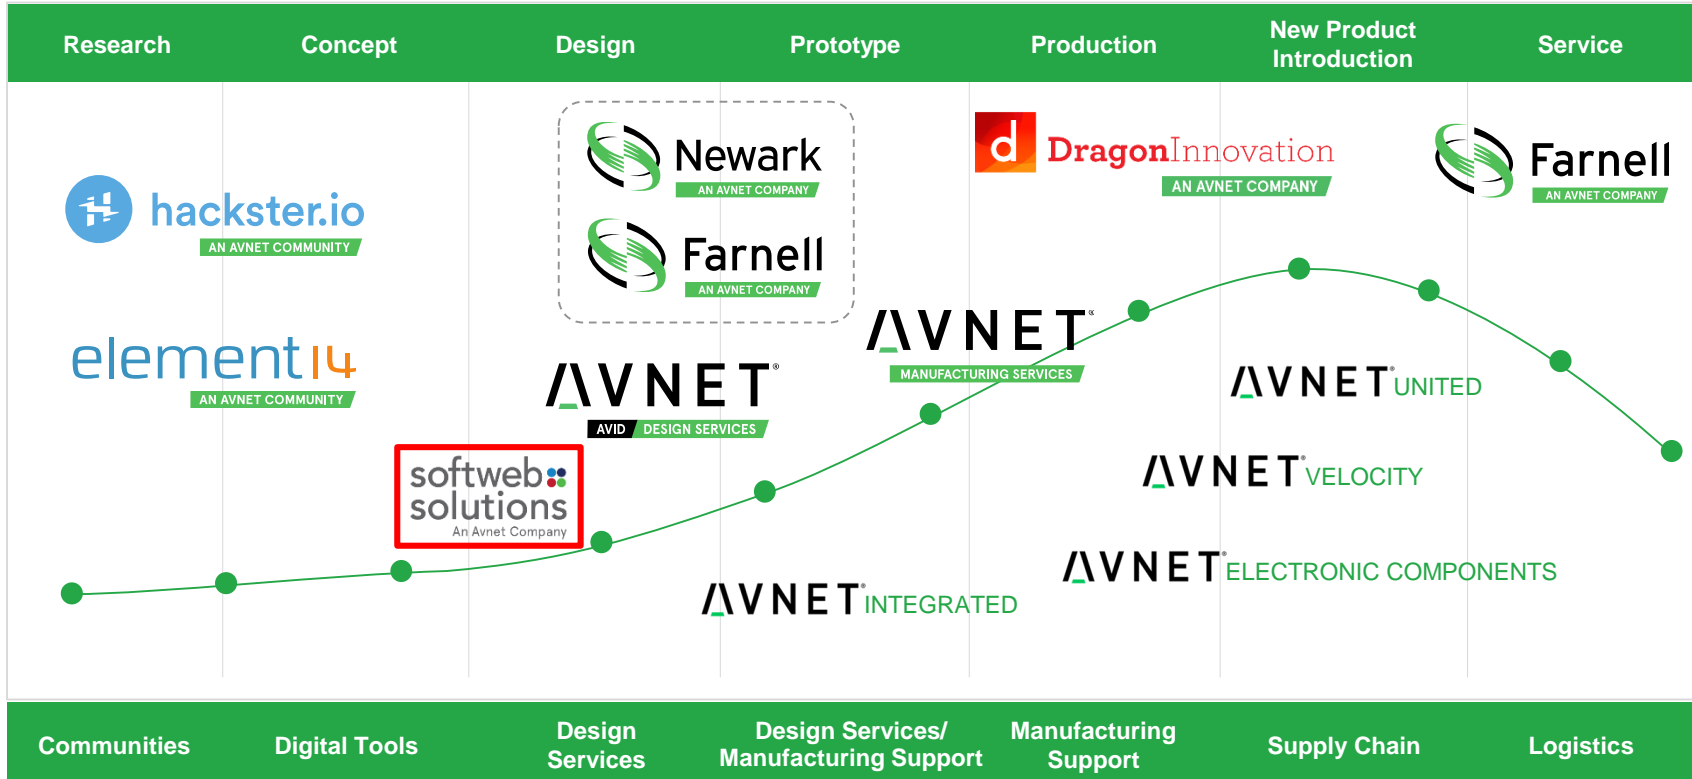 Research
Concept
Design
Prototype
Production
New Product
Introduction
Service
hackster.io
AN AVNET COMMUNITY
element14
AN AVNET COMMUNITY
softweb
solutions
An Avnet Company
Newark
AN AVNET COMPANY
Farnell
AN AVNET COMPANY
AVNET®
AVID DESIGN SERVICES
AVNET®
MANUFACTURING SERVICES
AVNET® INTEGRATED
d DragonInnovation
AN AVNET COMPANY
Farnell
AN AVNET COMPANY
AVNET® UNITED
AVNET® VELOCITY
AVNET® ELECTRONIC COMPONENTS
Communities
Digital Tools
Design
Services
Design Services/
Manufacturing Support
Manufacturing
Support
Supply Chain
Logistics